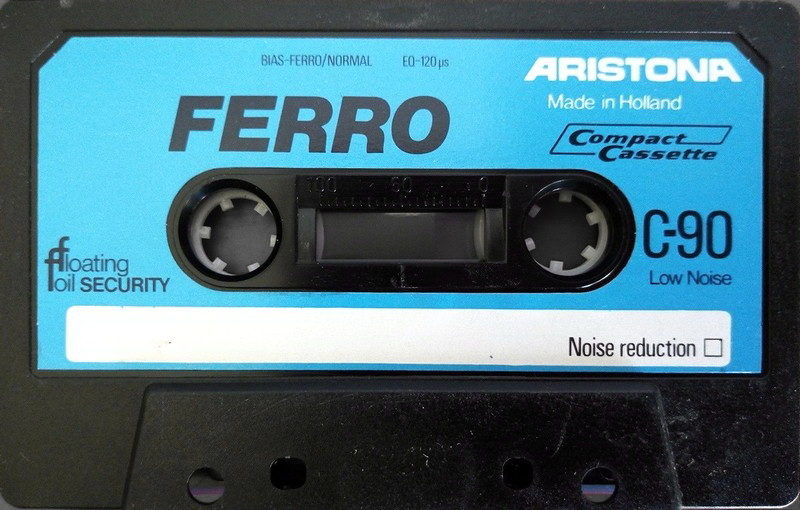 BIAS-FERRO/NORMAL EQ-120 µs
ARISTONA
Made in Holland
FERRO
Compact
Cassette
100 50 0
C-90
Low Noise
floating
foil SECURITY
Noise reduction